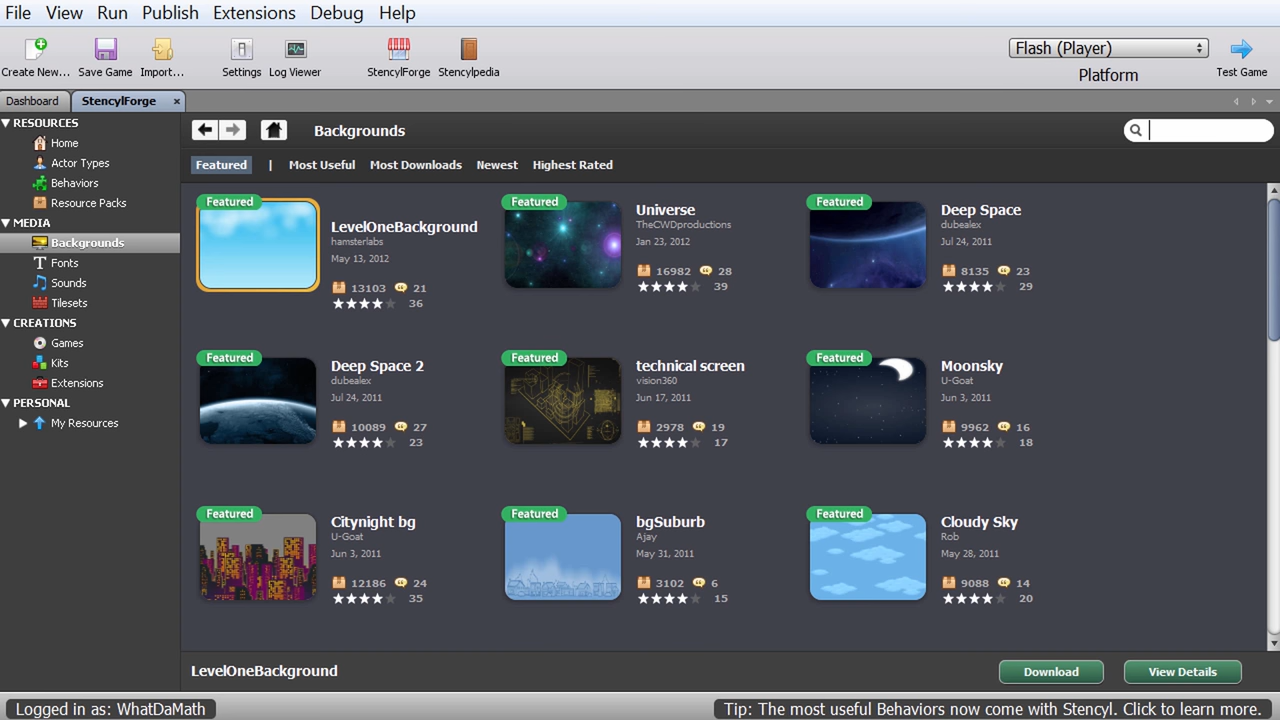 File View Run Publish Extensions Debug Help
Create New... Save Game Import... Settings Log Viewer StencylForge Stencylpedia Flash (Player) Platform Test Game
Dashboard StencylForge ×
RESOURCES
Home
Actor Types
Behaviors
Resource Packs
MEDIA
Backgrounds
Fonts
Sounds
Tilesets
CREATIONS
Games
Kits
Extensions
PERSONAL
My Resources
Backgrounds
Featured | Most Useful Most Downloads Newest Highest Rated
Featured
LevelOneBackground
hamsterlabs
May 13, 2012
13103 21
36
Featured
Universe
TheCWDproductions
Jan 23, 2012
16982 28
39
Featured
Deep Space
dubealex
Jul 24, 2011
8135 23
29
Featured
Deep Space 2
dubealex
Jul 24, 2011
10089 27
23
Featured
technical screen
vision360
Jun 17, 2011
2978 19
17
Featured
Moonsky
U-Goat
Jun 3, 2011
9962 16
18
Featured
Citynight bg
U-Goat
Jun 3, 2011
12186 24
35
Featured
bgSuburb
Ajay
May 31, 2011
3102 6
15
Featured
Cloudy Sky
Rob
May 28, 2011
9088 14
20
LevelOneBackground Download View Details
Logged in as: WhatDaMath Tip: The most useful Behaviors now come with Stencyl. Click to learn more.